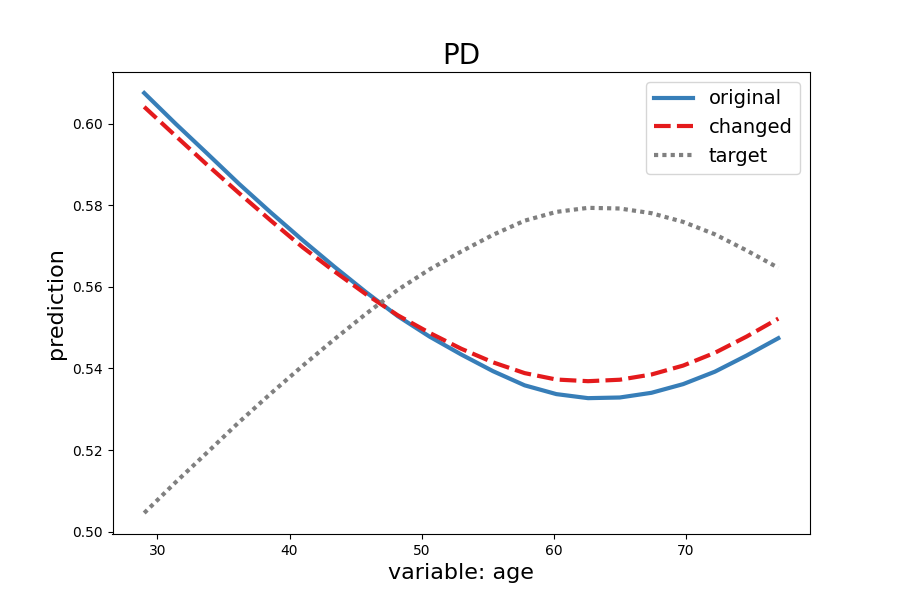 PD
original
changed
target
0.60
0.58
0.56
0.54
0.52
0.50
prediction
30 40 50 60 70
variable: age